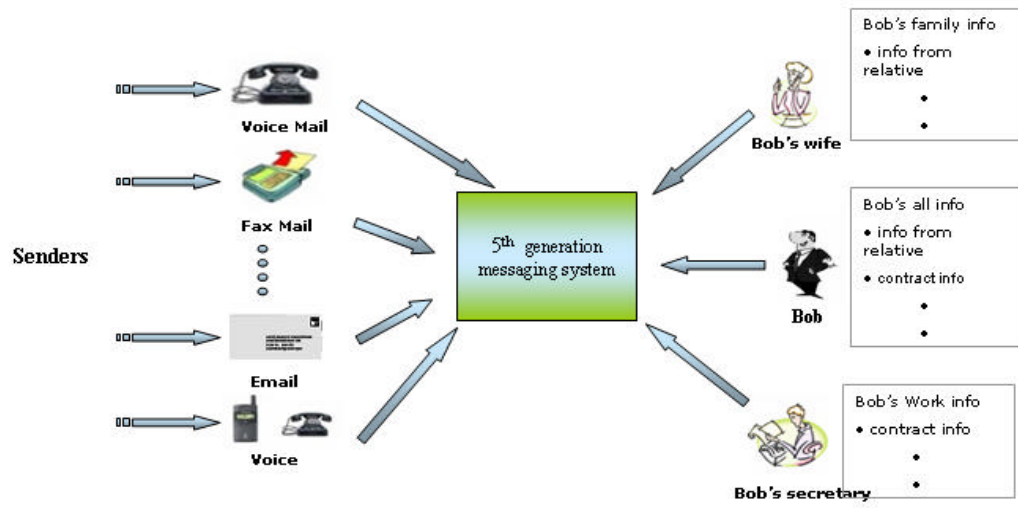 Senders
Voice Mail
Fax Mail
Email
Voice
5th generation
messaging system
Bob's wife
Bob's family info
• info from
relative
•
•
Bob
Bob's all info
• info from
relative
• contract info
•
•
Bob's secretary
Bob's Work info
• contract info
•
•